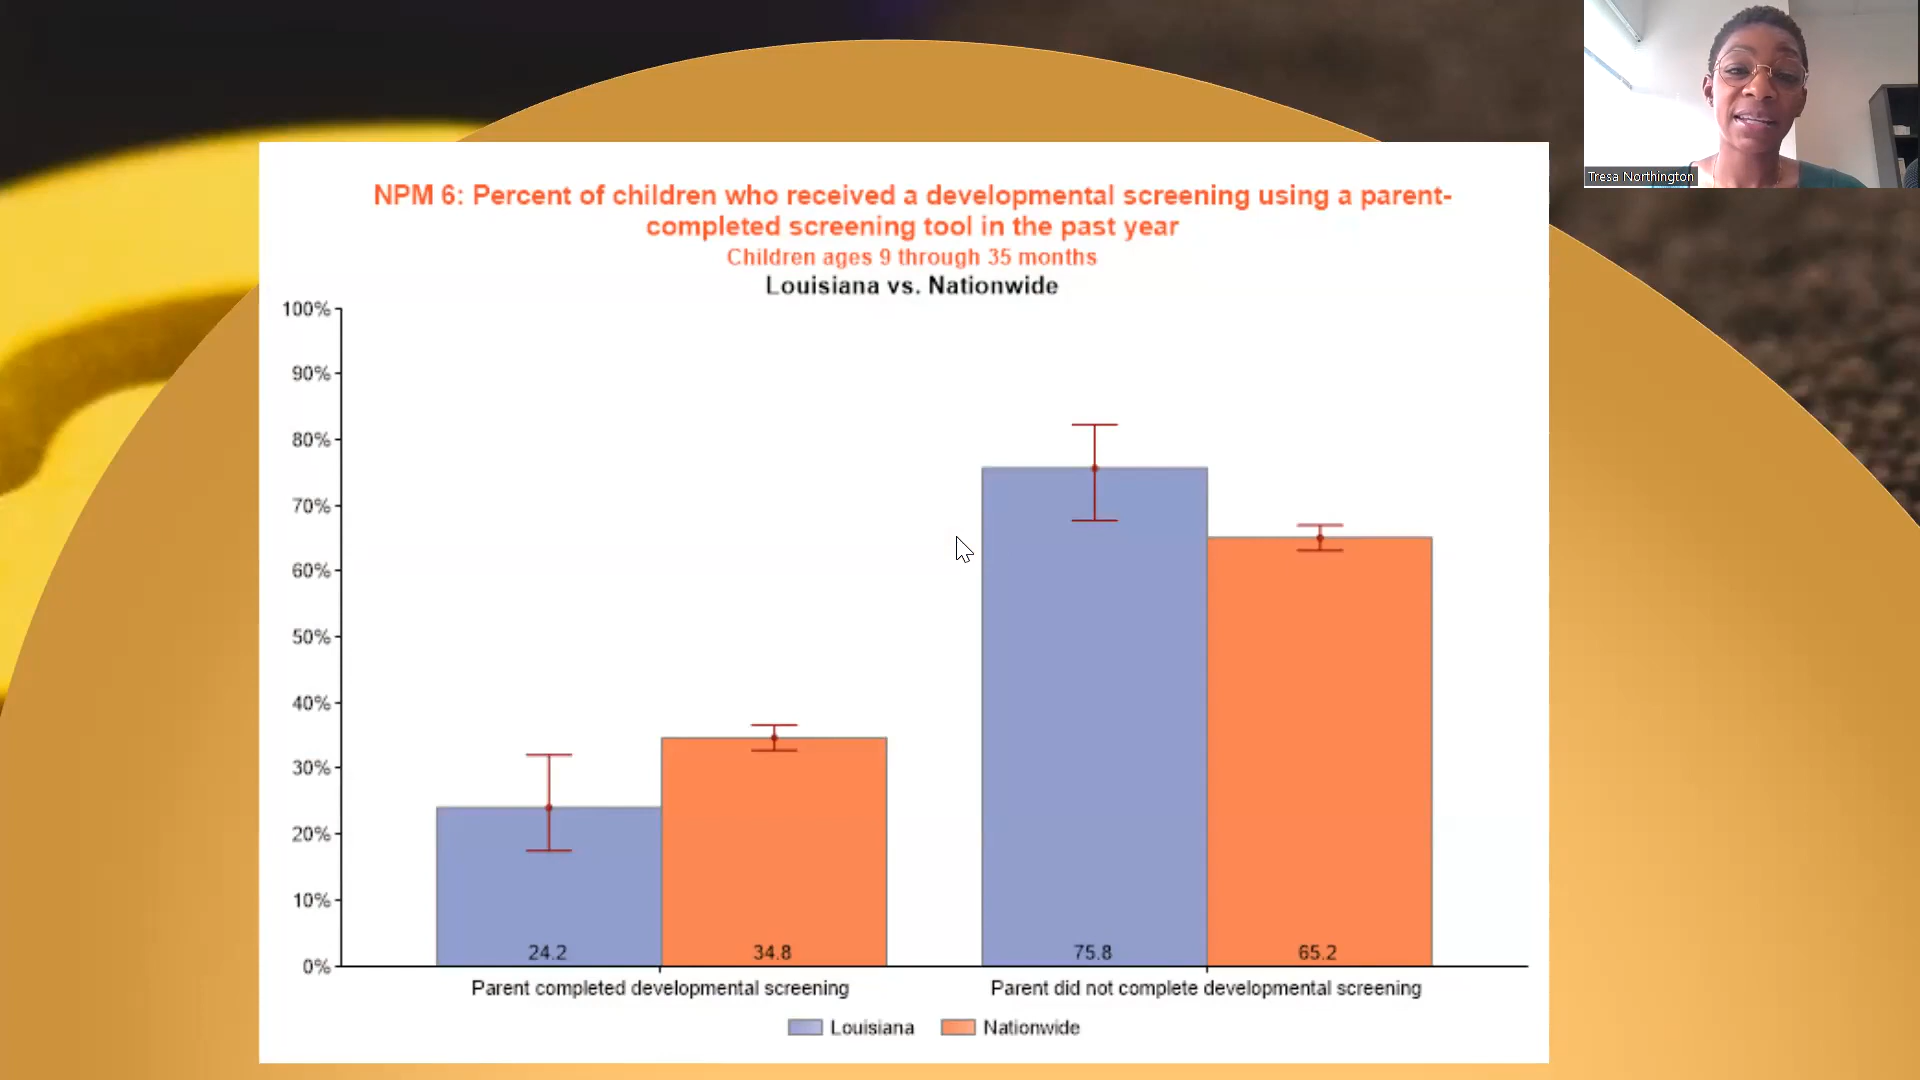 Tresa Northington
NPM 6: Percent of children who received a developmental screening using a parent-
completed screening tool in the past year
Children ages 9 through 35 months
Louisiana vs. Nationwide
100%
90%
80%
70%
60%
50%
40%
30%
20%
10%
0%
24.2
34.8
75.8
65.2
Parent completed developmental screening
Parent did not complete developmental screening
Louisiana
Nationwide